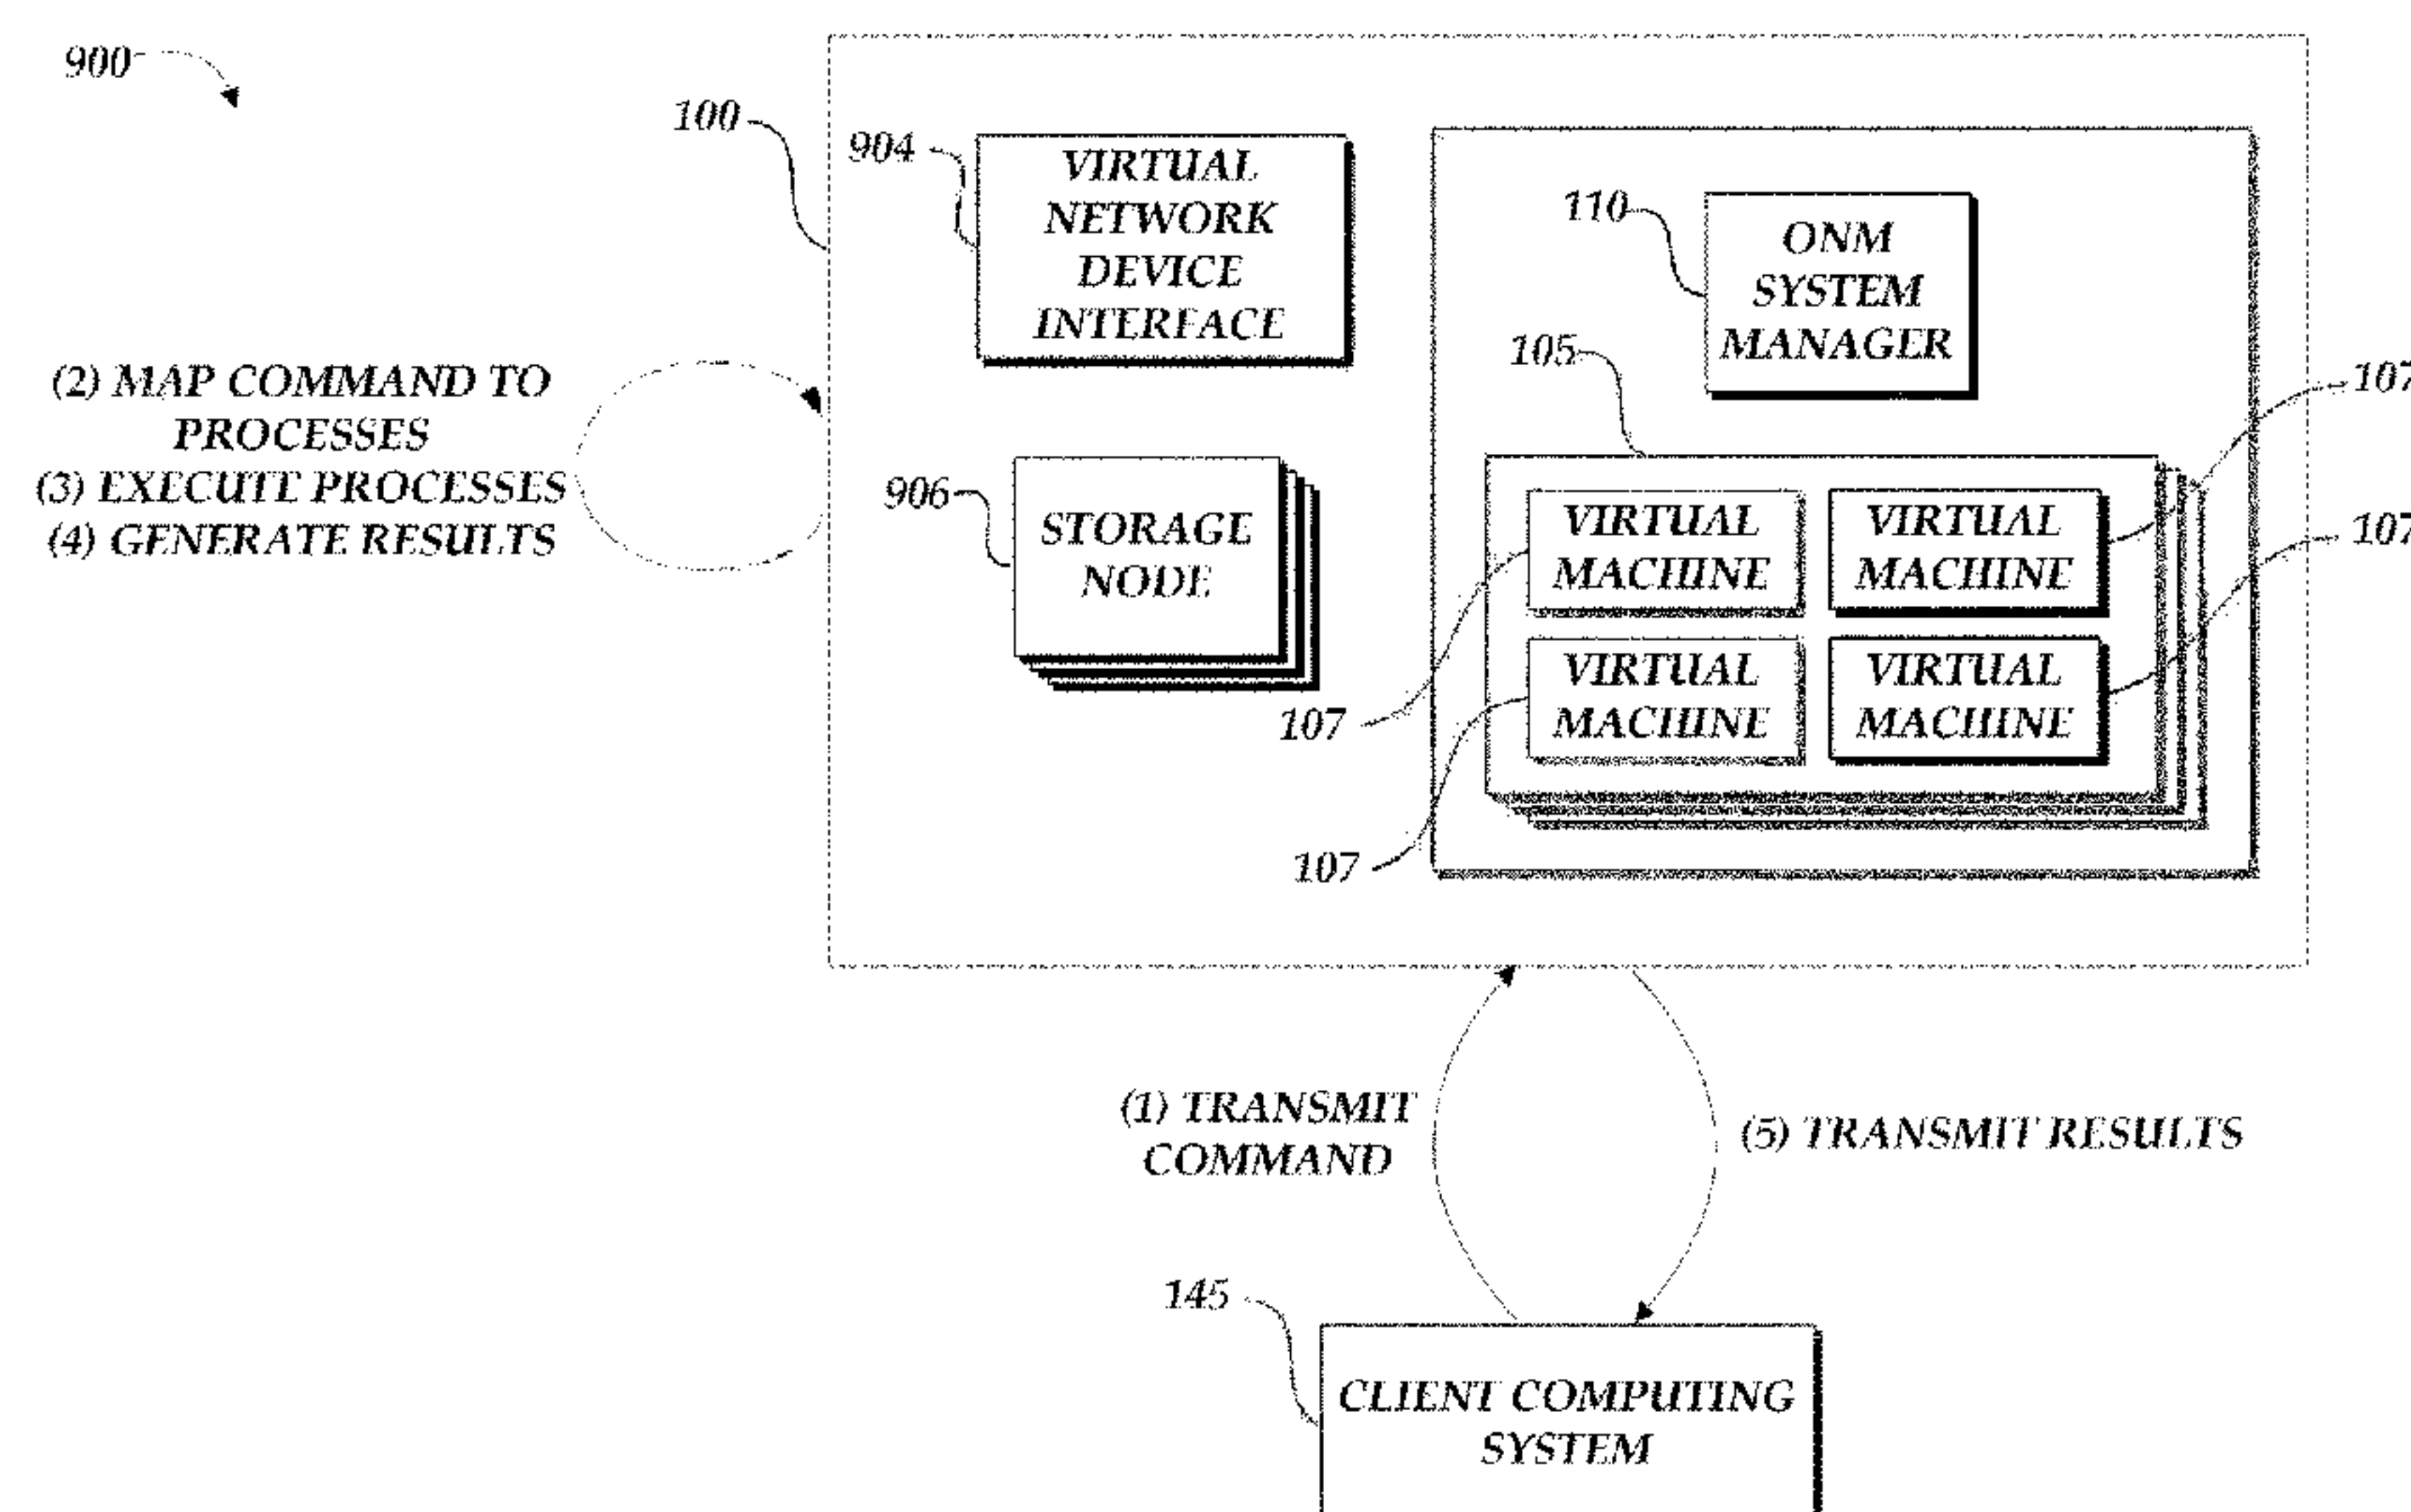 900
100
904
VIRTUAL
NETWORK
DEVICE
INTERFACE
110
ONM
SYSTEM
MANAGER
105
107
(2) MAP COMMAND TO
PROCESSES
(3) EXECUTE PROCESSES
(4) GENERATE RESULTS
906
STORAGE
NODE
VIRTUAL
MACHINE
VIRTUAL
MACHINE
107
VIRTUAL
MACHINE
VIRTUAL
MACHINE
107
107
(1) TRANSMIT
COMMAND
(5) TRANSMIT RESULTS
145
CLIENT COMPUTING
SYSTEM